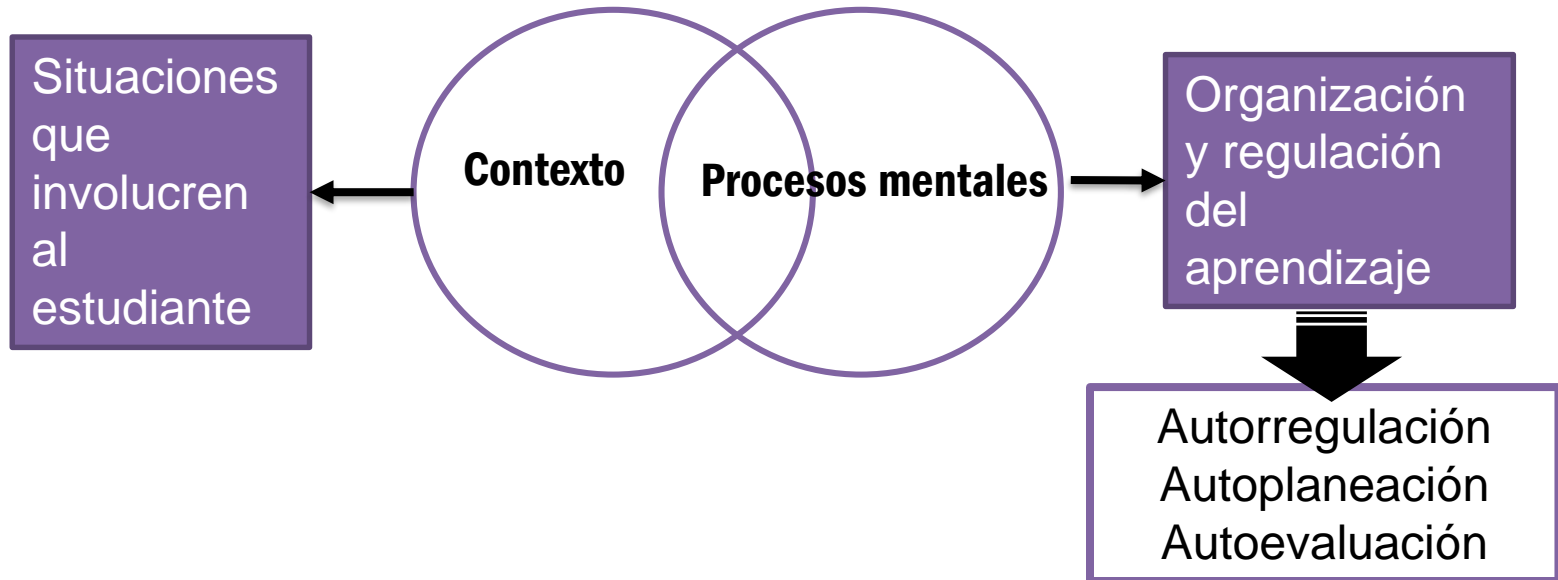 Situaciones
que
involucren
al
estudiante
Contexto
Procesos mentales
Organización
y regulación
del
aprendizaje
Autorregulación
Autoplaneación
Autoevaluación